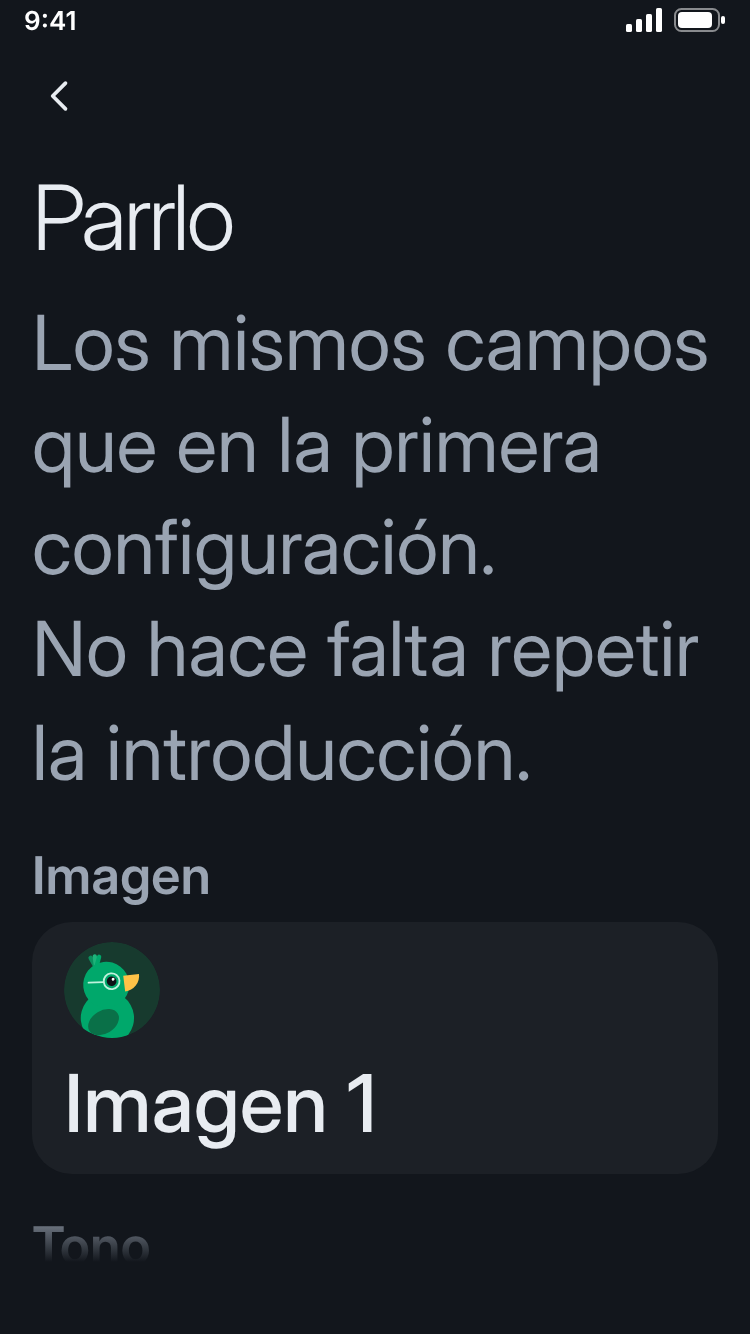 9:41
Parrlo
Los mismos campos
que en la primera
configuración.
No hace falta repetir
la introducción.
Imagen
Imagen 1
Tono